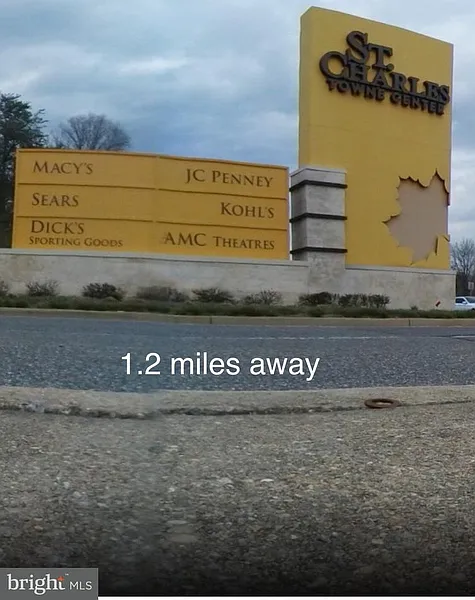 ST.
CHARLES
TOWNE CENTER
MACY'S
JC PENNEY
SEARS
KOHL'S
DICK'S
SPORTING GOODS
AMC THEATRES
1.2 miles away
bright MLS